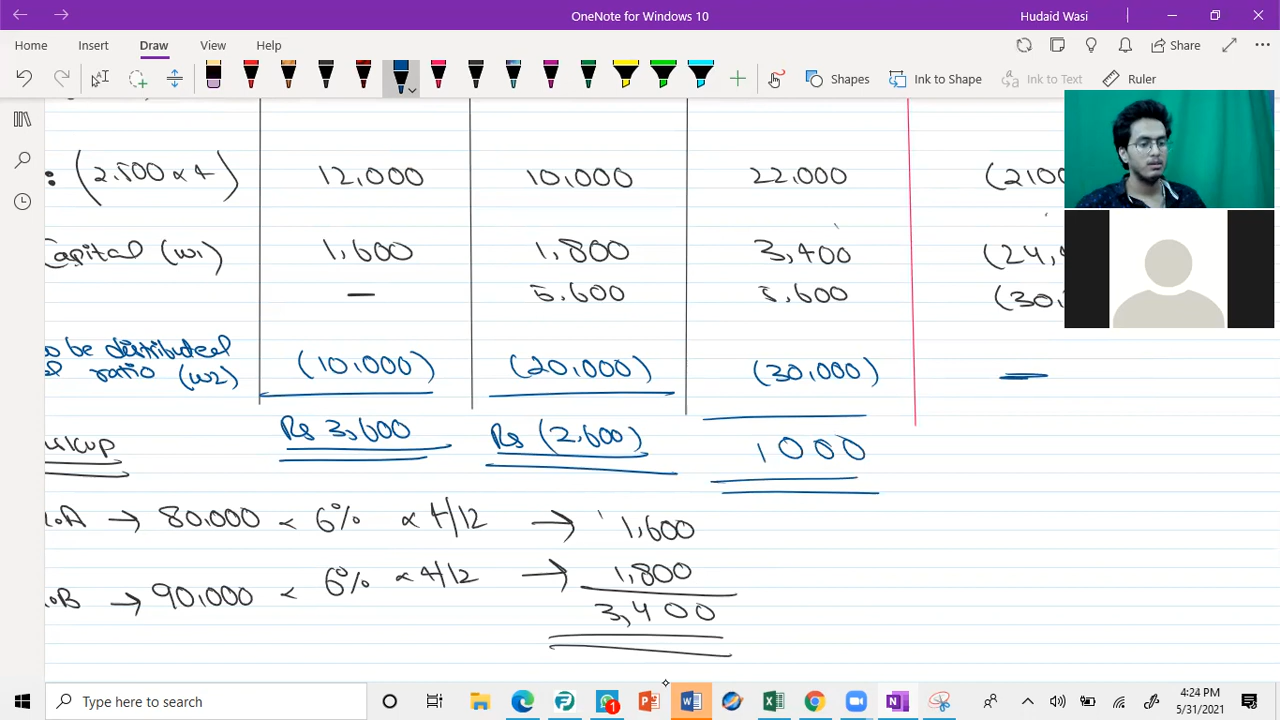 OneNote for Windows 10
Hudaid Wasi
Home Insert Draw View Help
Share
Shapes Ink to Shape Ink to Text Ruler
: (2.500 × 4) 12,000 10,000 22,000 (2100
Capital (W1) 1,600 1,800 3,400 (24,4
— 5,600 5,600 (30,
to be distributed
ratio (W2) (10,000) (20,000) (30,000) —
Rs 3,600 Rs (2,600) 1000
→ 80,000 × 6% × 4/12 → 1,600
→ 90,000 × 6% × 4/12 → 1,800
3,400
Type here to search
1
4:24 PM
5/31/2021